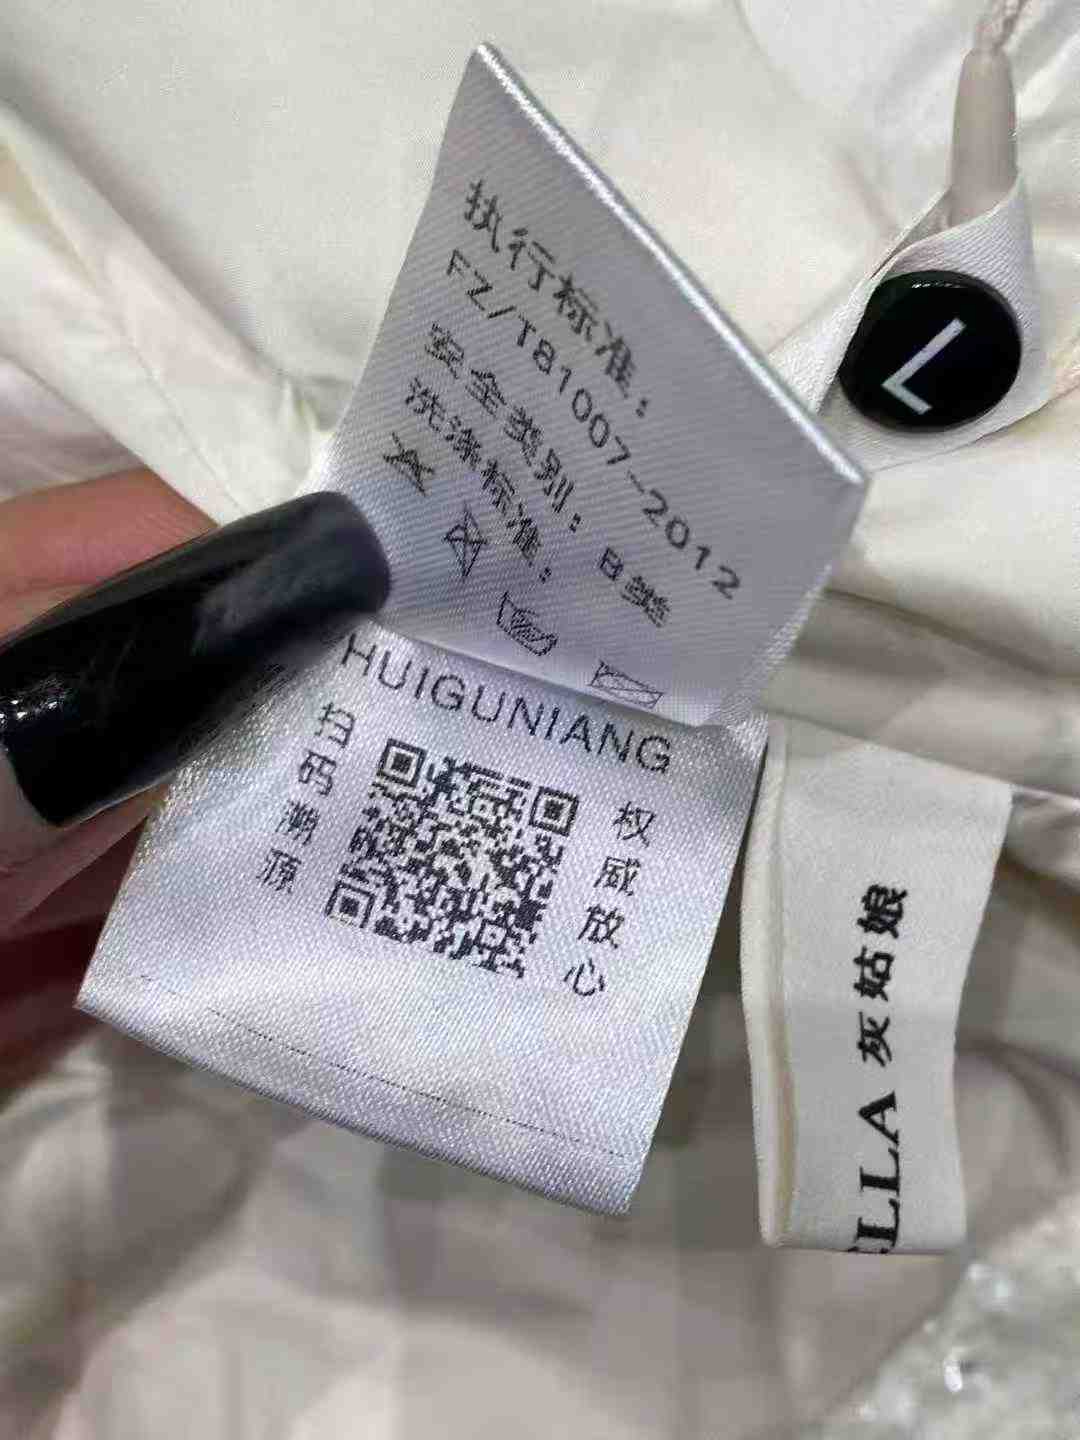 执行标准：
FZ/T81007-2012
安全类别：B类
洗涤标准：
L
HUIGUNIANG
扫码溯源
权威放心
ELLA 灰姑娘